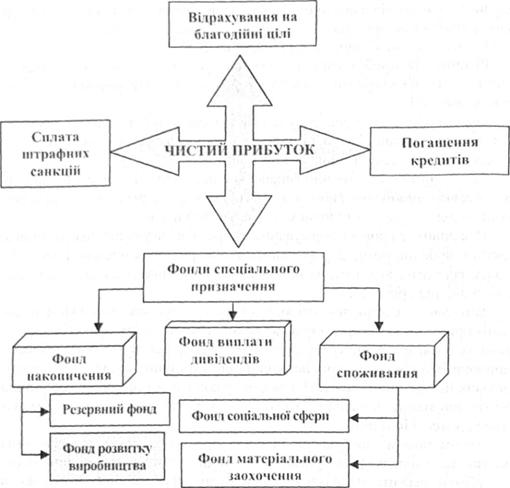 Відрахування на
благодійні цілі
Сплата
штрафних
санкцій
ЧИСТИЙ ПРИБУТОК
Погашення
кредитів
Фонди спеціального
призначення
Фонд
накопичення
Фонд виплати
дивідендів
Фонд
споживання
Резервний фонд
Фонд соціальної сфери
Фонд розвитку
виробництва
Фонд матеріального
заохочення